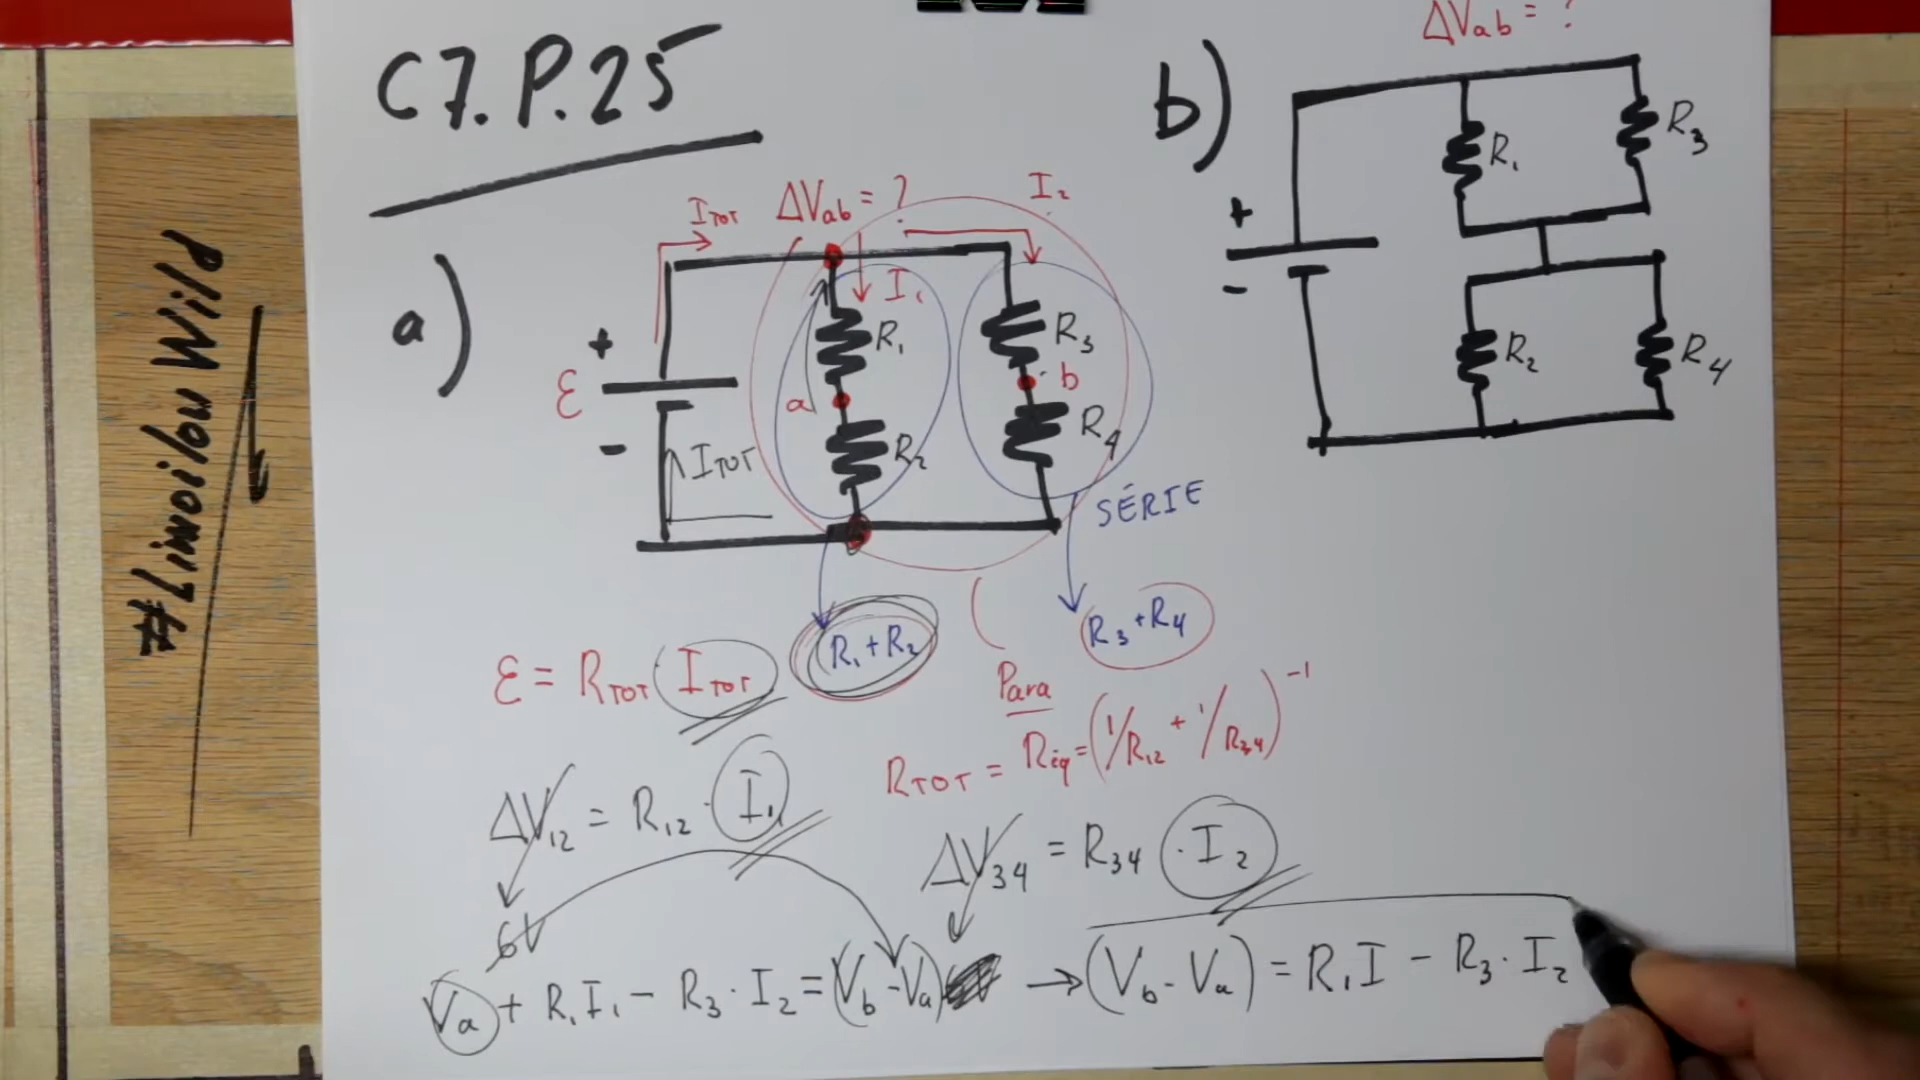 C7.P.25
#Limoilou Wild
a)
ΔVab = ?
ITOT
I2
I1
+
ε
-
R1
a
R2
R3
b
R4
ITOT
SÉRIE
R1 + R2
R3 + R4
ε = RTOT ITOT
Para
RTOT = Réq = (1/R12 + 1/R34)^-1
ΔV12 = R12 · I1
ΔV34 = R34 · I2
Va + R1I1 - R3 · I2 = (Vb - Va) → (Vb - Va) = R1I - R3 · I2
b)
ΔVab = ?
+
-
R1
R3
R2
R4